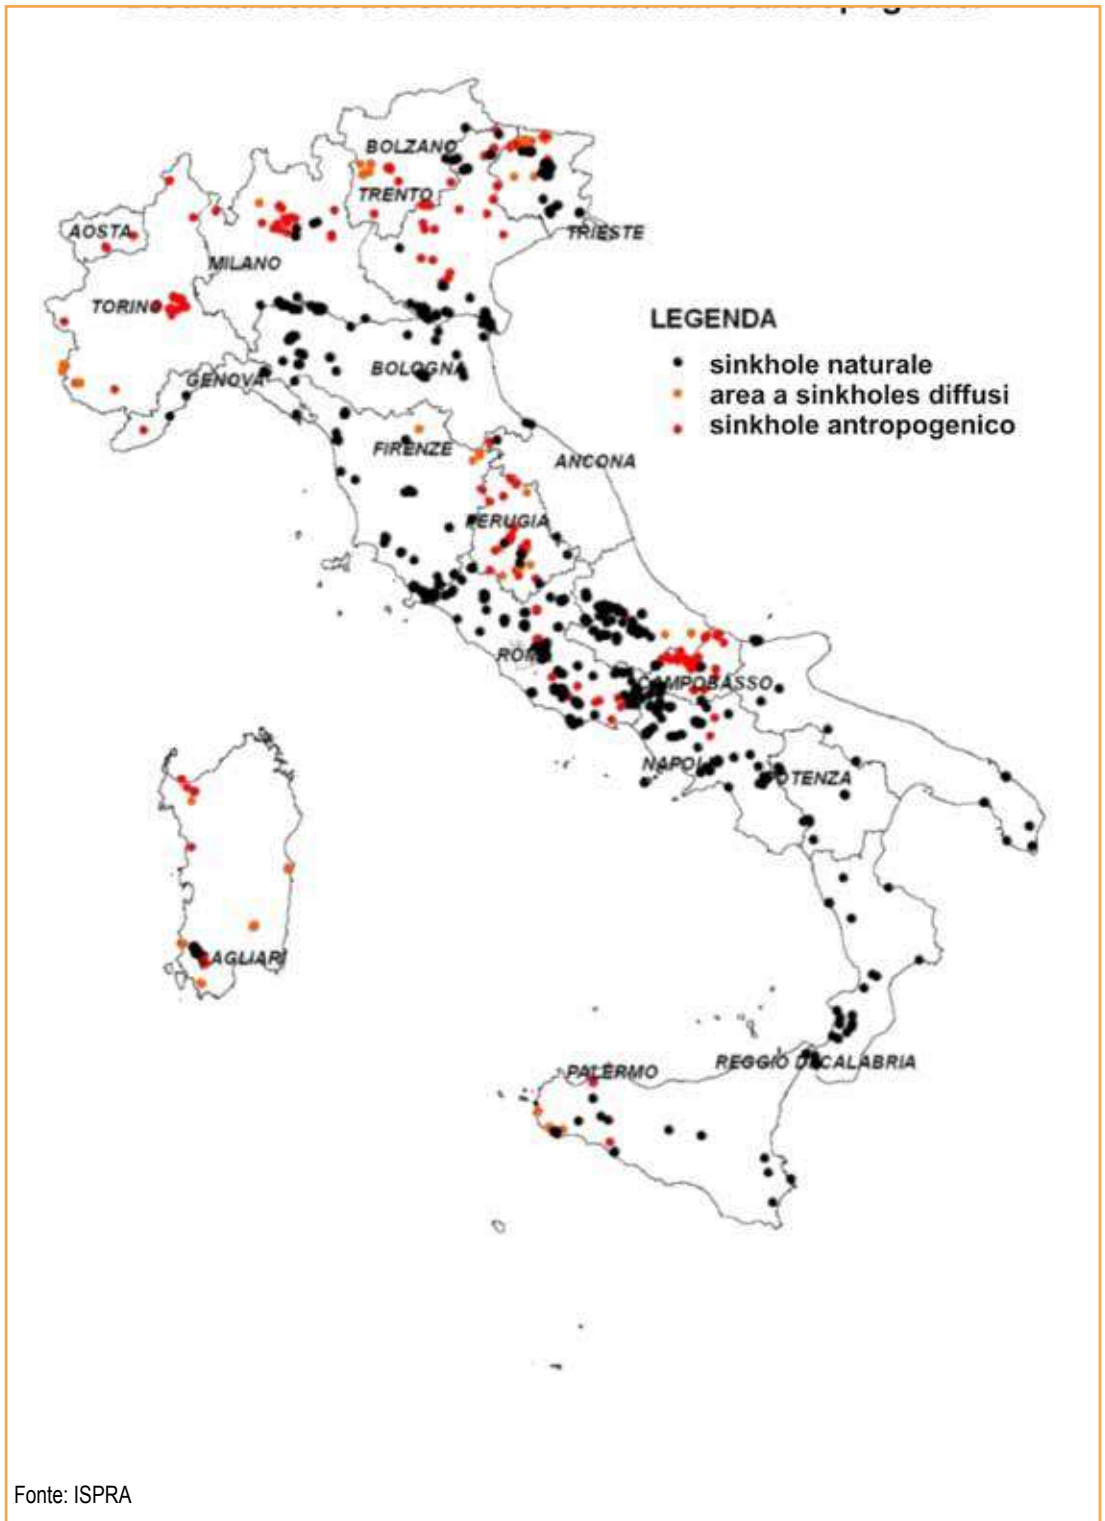 BOLZANO
TRENTO
AOSTA
TRIESTE
MILANO
TORINO
LEGENDA
sinkhole naturale
GENOVA
BOLOGNA
area a sinkholes diffusi
sinkhole antropogenico
FIRENZE
ANCONA
PERUGIA
ROMA
CAMPOBASSO
NAPOLI
POTENZA
CAGLIARI
REGGIO DI CALABRIA
PALERMO
Fonte: ISPRA